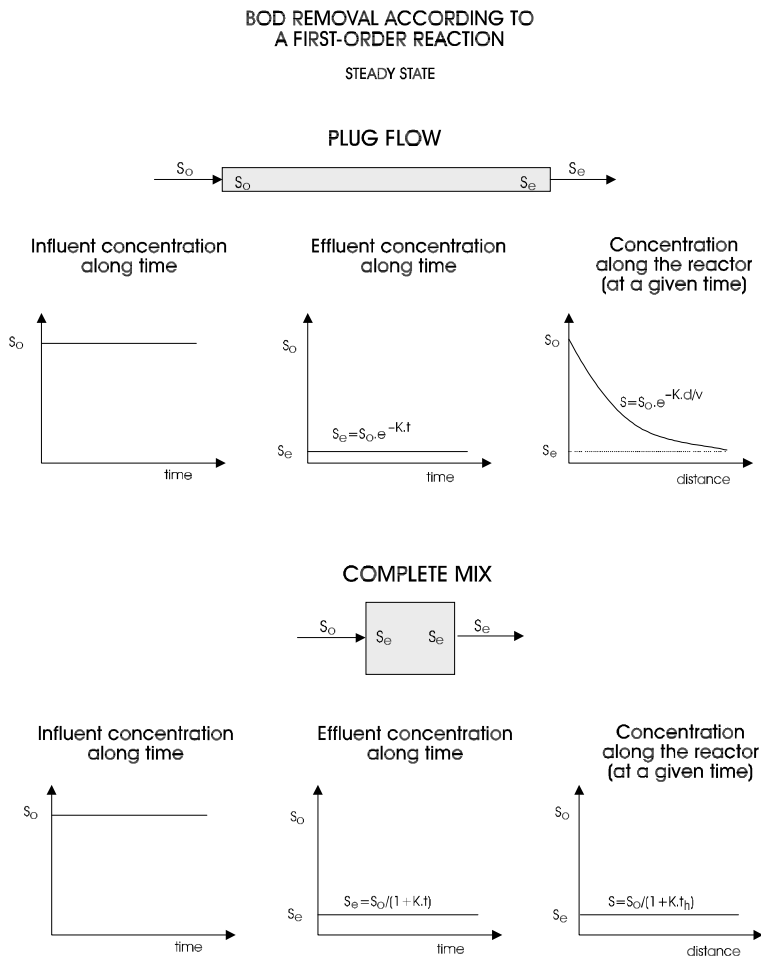 BOD REMOVAL ACCORDING TO
A FIRST-ORDER REACTION
STEADY STATE
PLUG FLOW
So
So
Se
Se
Influent concentration
along time
So
time
Effluent concentration
along time
So
Se=So.e–K.t
Se
time
Concentration
along the reactor
(at a given time)
So
S=So.e–K.d/v
Se
distance
COMPLETE MIX
So
Se
Se
Se
Influent concentration
along time
So
time
Effluent concentration
along time
So
Se=So/(1+K.t)
Se
time
Concentration
along the reactor
(at a given time)
So
S=So/(1+K.th)
Se
distance